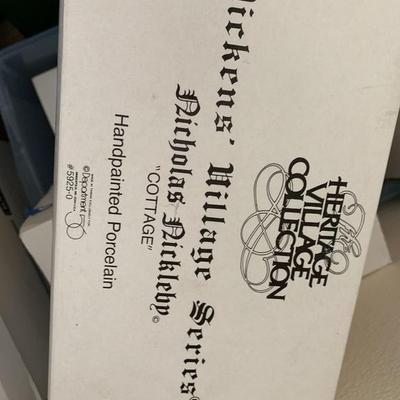 The
HERITAGE
VILLAGE
COLLECTION
Dickens' Village Series®
Nicholas Nickleby©
"COTTAGE"
Handpainted Porcelain
©Department 56
#5925-0